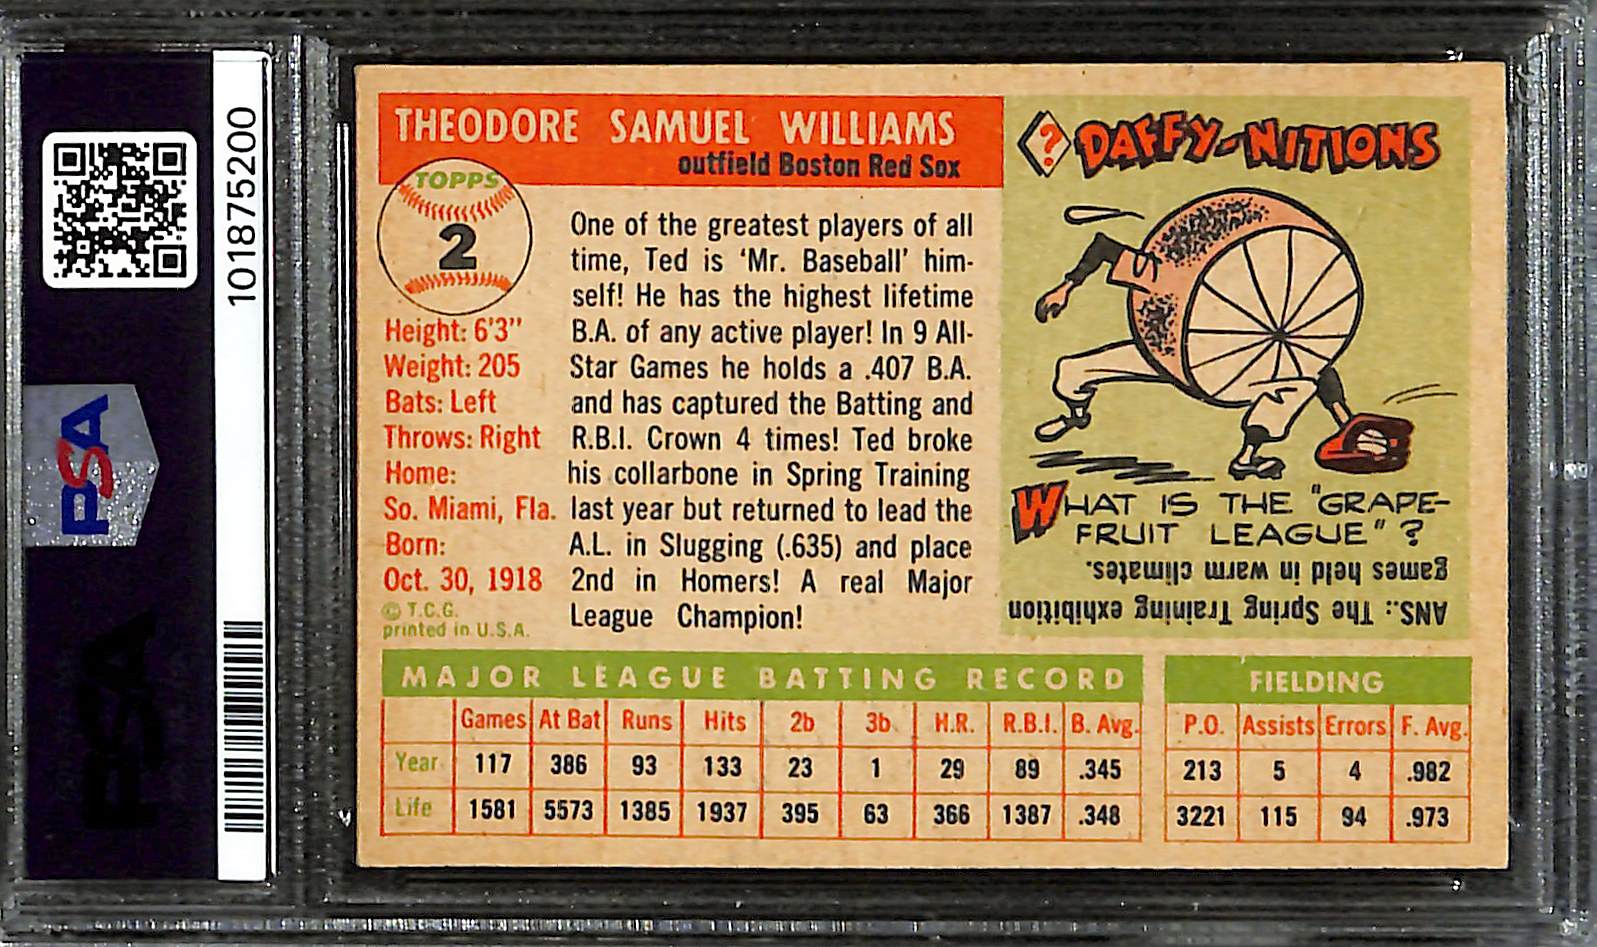 101875200
PSA
PSA
THEODORE SAMUEL WILLIAMS
outfield Boston Red Sox
TOPPS
2
Height: 6'3"
Weight: 205
Bats: Left
Throws: Right
Home:
So. Miami, Fla.
Born:
Oct. 30, 1918
© T.C.G.
printed in U.S.A.
One of the greatest players of all
time, Ted is 'Mr. Baseball' him-
self! He has the highest lifetime
B.A. of any active player! In 9 All-
Star Games he holds a .407 B.A.
and has captured the Batting and
R.B.I. Crown 4 times! Ted broke
his collarbone in Spring Training
last year but returned to lead the
A.L. in Slugging (.635) and place
2nd in Homers! A real Major
League Champion!
? DAFFY-NITIONS
WHAT IS THE "GRAPE-
FRUIT LEAGUE"?
ANS.: The Spring Training exhibition
games held in warm climates.
MAJOR LEAGUE BATTING RECORD
Games At Bat Runs Hits 2b 3b H.R. R.B.I. B. Avg.
Year 117 386 93 133 23 1 29 89 .345
Life 1581 5573 1385 1937 395 63 366 1387 .348
FIELDING
P.O. Assists Errors F. Avg.
213 5 4 .982
3221 115 94 .973